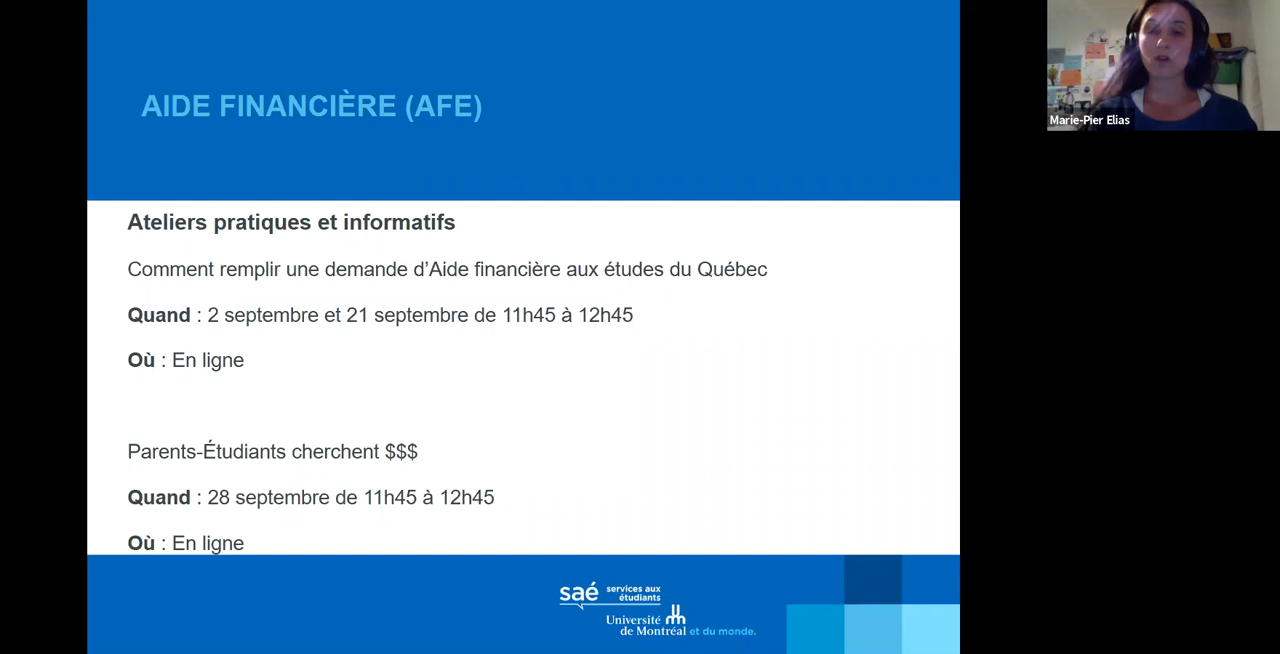 AIDE FINANCIÈRE (AFE)
Marie-Pier Elias
Ateliers pratiques et informatifs
Comment remplir une demande d’Aide financière aux études du Québec
Quand : 2 septembre et 21 septembre de 11h45 à 12h45
Où : En ligne
Parents-Étudiants cherchent $$$
Quand : 28 septembre de 11h45 à 12h45
Où : En ligne
saé services aux
étudiants
Université
de Montréal et du monde.